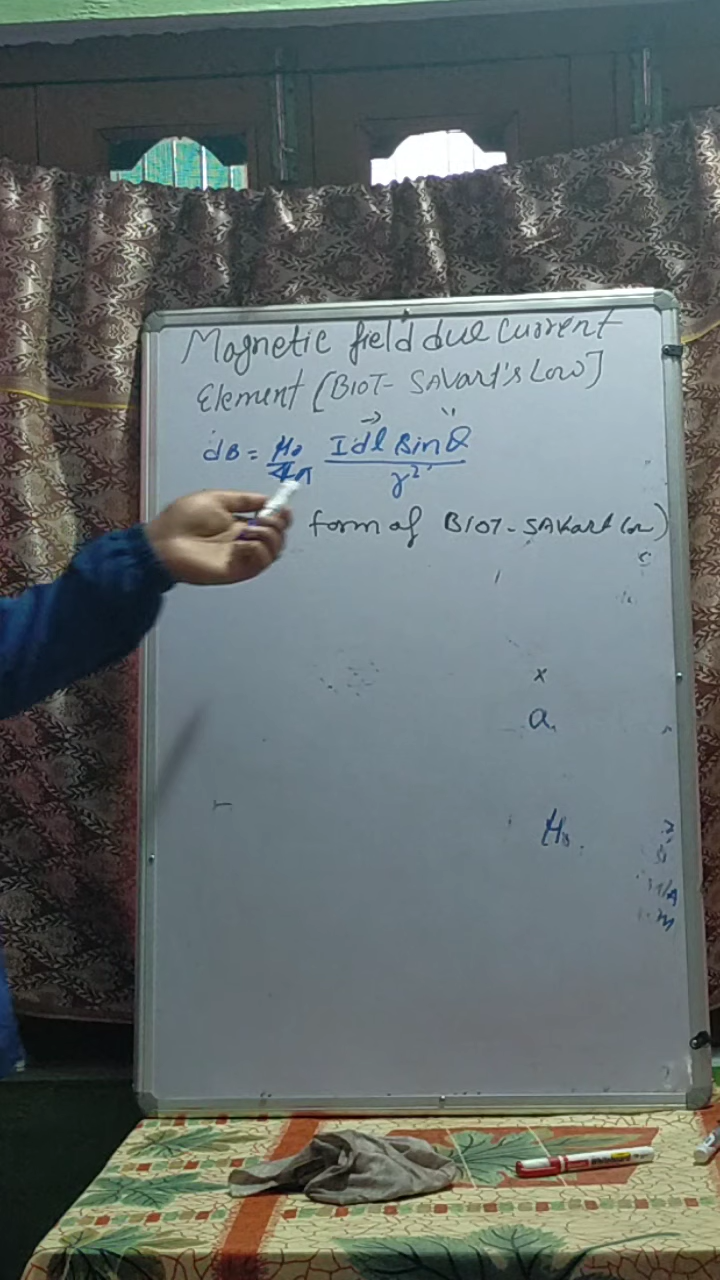 Magnetic field due current
Element [BIOT- SAVart's Low]
dB = μ0/4π Idl⃗ Sinθ/r²
form of BIOT-SAVart
x
a
μ0